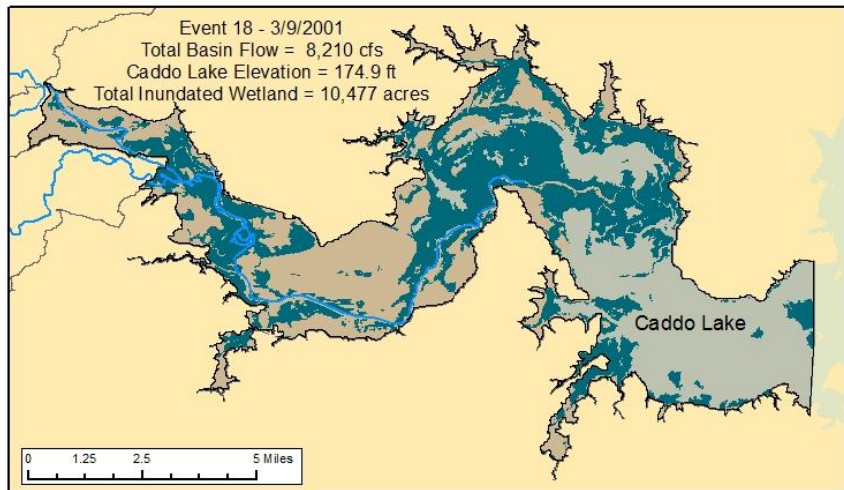 Event 18 - 3/9/2001
Total Basin Flow = 8,210 cfs
Caddo Lake Elevation = 174.9 ft
Total Inundated Wetland = 10,477 acres
Caddo Lake
0 1.25 2.5 5 Miles